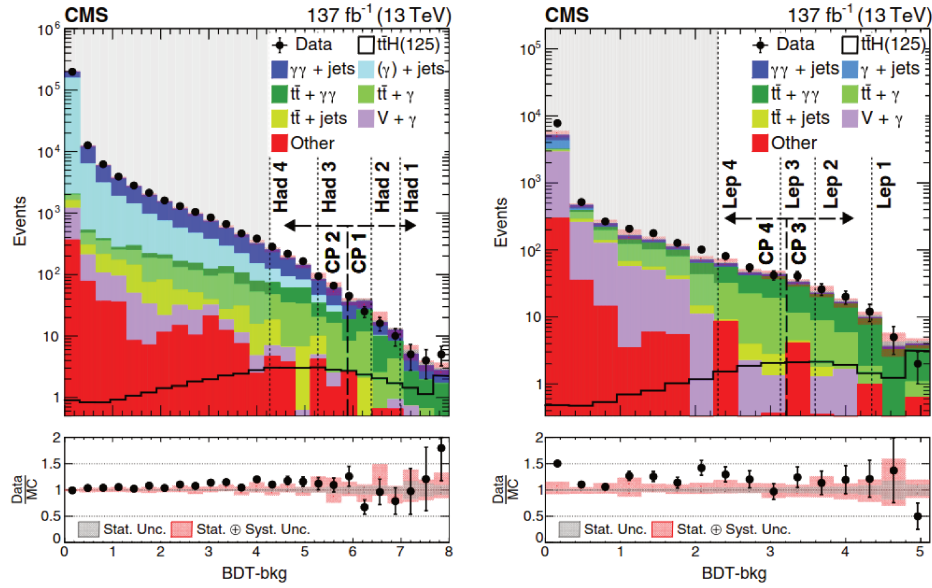 CMS 137 fb⁻¹ (13 TeV)
Data tt̄H(125)
γγ + jets (γ) + jets
tt̄ + γγ tt̄ + γ
tt̄ + jets V + γ
Other
Had 4
Had 3
Had 2
Had 1
CP 2
CP 1
Events
10⁶
10⁵
10⁴
10³
10²
10
1
Data
MC
2
1.5
1
0.5
0
Stat. Unc. Stat. ⊕ Syst. Unc.
0 1 2 3 4 5 6 7 8
BDT-bkg
CMS 137 fb⁻¹ (13 TeV)
Data tt̄H(125)
γγ + jets γ + jets
tt̄ + γγ tt̄ + γ
tt̄ + jets V + γ
Other
Lep 4
Lep 3
Lep 2
Lep 1
CP 4
CP 3
Events
10⁵
10⁴
10³
10²
10
1
Data
MC
2
1.5
1
0.5
0
Stat. Unc. Stat. ⊕ Syst. Unc.
0 1 2 3 4 5
BDT-bkg